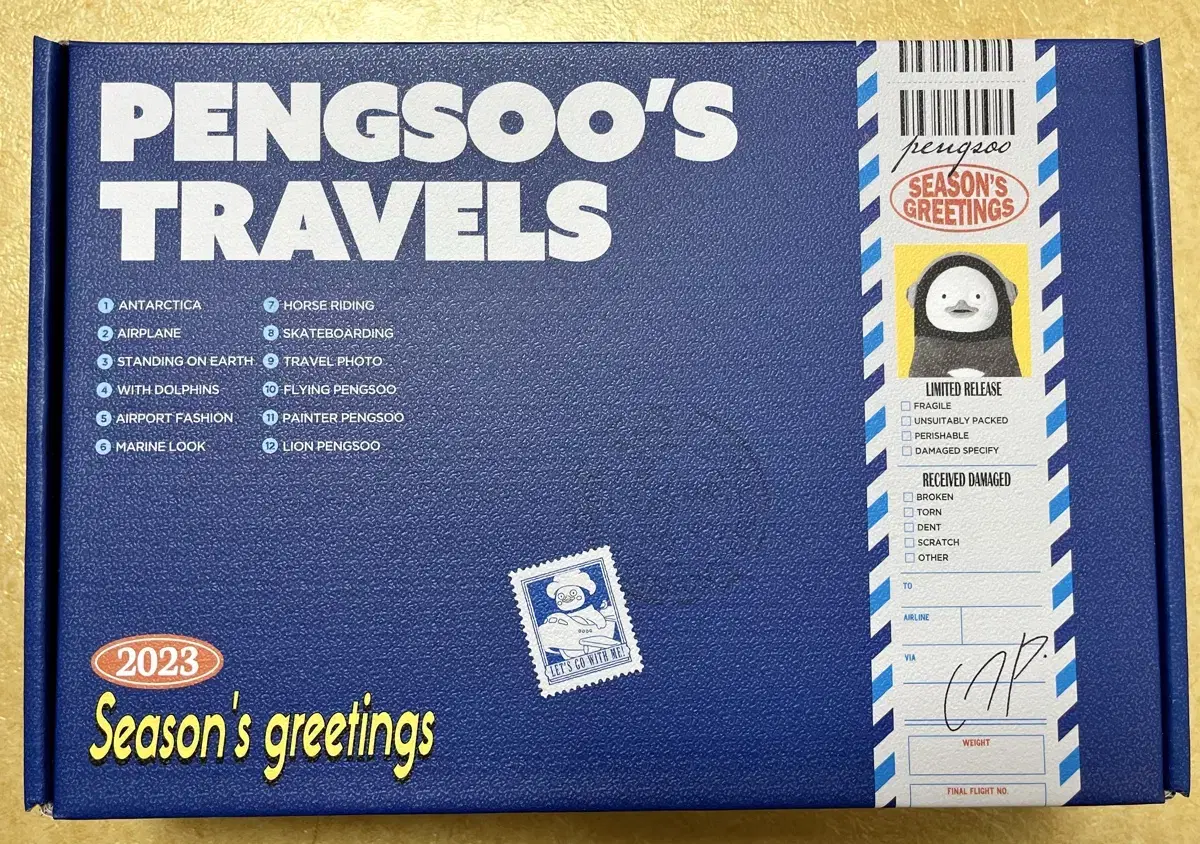 PENGSOO'S
TRAVELS
1 ANTARCTICA
2 AIRPLANE
3 STANDING ON EARTH
4 WITH DOLPHINS
5 AIRPORT FASHION
6 MARINE LOOK
7 HORSE RIDING
8 SKATEBOARDING
9 TRAVEL PHOTO
10 FLYING PENGSOO
11 PAINTER PENGSOO
12 LION PENGSOO
LET'S GO WITH ME!
2023
Season's greetings
pengsoo
SEASON'S
GREETINGS
LIMITED RELEASE
FRAGILE
UNSUITABLY PACKED
PERISHABLE
DAMAGED SPECIFY
RECEIVED DAMAGED
BROKEN
TORN
DENT
SCRATCH
OTHER
TO
AIRLINE
VIA
WEIGHT
FINAL FLIGHT NO.